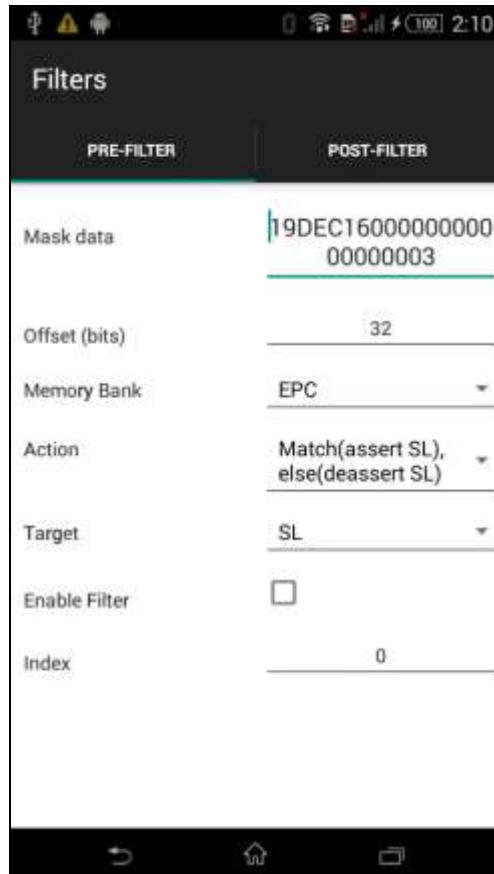 100 2:10
Filters
PRE-FILTER POST-FILTER
Mask data 19DEC16000000000
00000003
Offset (bits) 32
Memory Bank EPC
Action Match(assert SL),
else(deassert SL)
Target SL
Enable Filter
Index 0